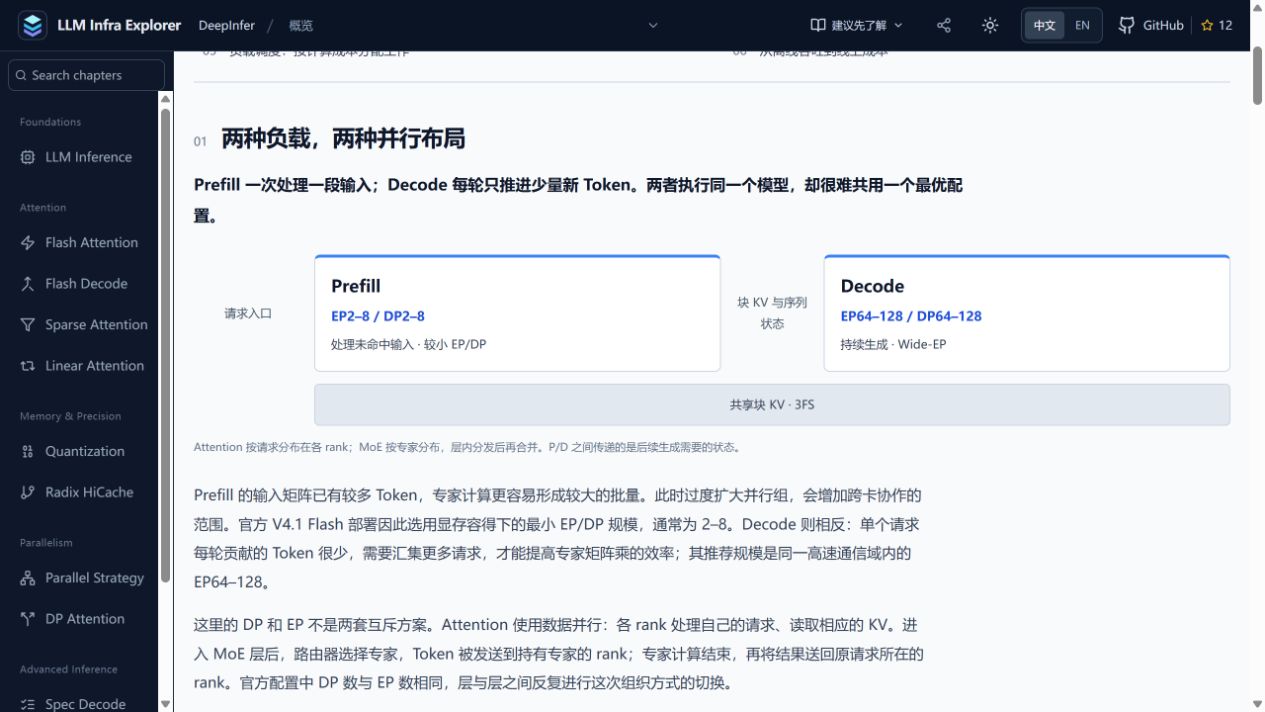 LLM Infra Explorer
DeepInfer / 概览
建议先了解
中文
EN
GitHub
12
Search chapters
Foundations
LLM Inference
Attention
Flash Attention
Flash Decode
Sparse Attention
Linear Attention
Memory & Precision
Quantization
Radix HiCache
Parallelism
Parallel Strategy
DP Attention
Advanced Inference
Spec Decode
05 负载调度：按计算成本分配工作
06 从离线吞吐到线上成本
01 两种负载，两种并行布局
Prefill 一次处理一段输入；Decode 每轮只推进少量新 Token。两者执行同一个模型，却很难共用一个最优配
置。
请求入口
Prefill
EP2–8 / DP2–8
处理未命中输入 · 较小 EP/DP
块 KV 与序列
状态
Decode
EP64–128 / DP64–128
持续生成 · Wide-EP
共享块 KV · 3FS
Attention 按请求分布在各 rank；MoE 按专家分布，层内分发后再合并。P/D 之间传递的是后续生成需要的状态。
Prefill 的输入矩阵已有较多 Token，专家计算更容易形成较大的批量。此时过度扩大并行组，会增加跨卡协作的
范围。官方 V4.1 Flash 部署因此选用显存容得下的最小 EP/DP 规模，通常为 2–8。Decode 则相反：单个请求
每轮贡献的 Token 很少，需要汇集更多请求，才能提高专家矩阵乘的效率；其推荐规模是同一高速通信域内的
EP64–128。
这里的 DP 和 EP 不是两套互斥方案。Attention 使用数据并行：各 rank 处理自己的请求、读取相应的 KV。进
入 MoE 层后，路由器选择专家，Token 被发送到持有专家的 rank；专家计算结束，再将结果送回原请求所在的
rank。官方配置中 DP 数与 EP 数相同，层与层之间反复进行这次组织方式的切换。